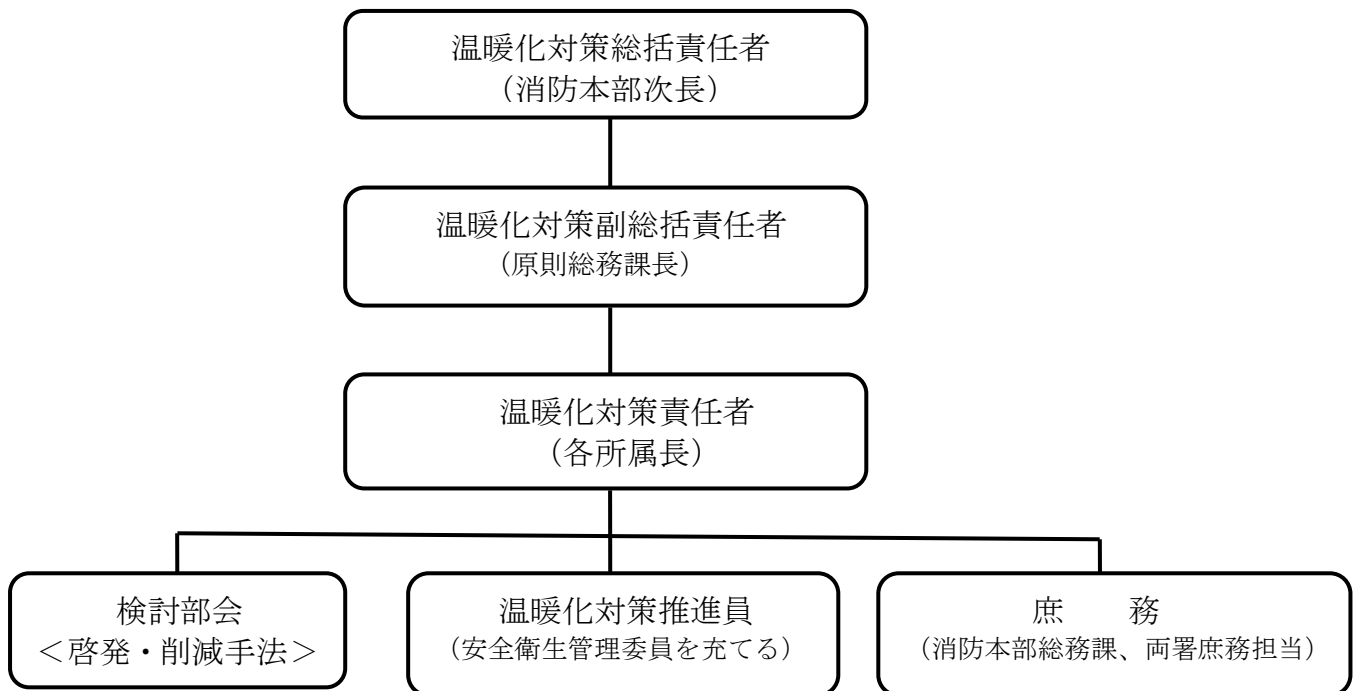 温暖化対策総括責任者
（消防本部次長）
温暖化対策副総括責任者
（原則総務課長）
温暖化対策責任者
（各所属長）
検討部会
＜啓発・削減手法＞
温暖化対策推進員
（安全衛生管理委員を充てる）
庶　　務
（消防本部総務課、両署庶務担当）